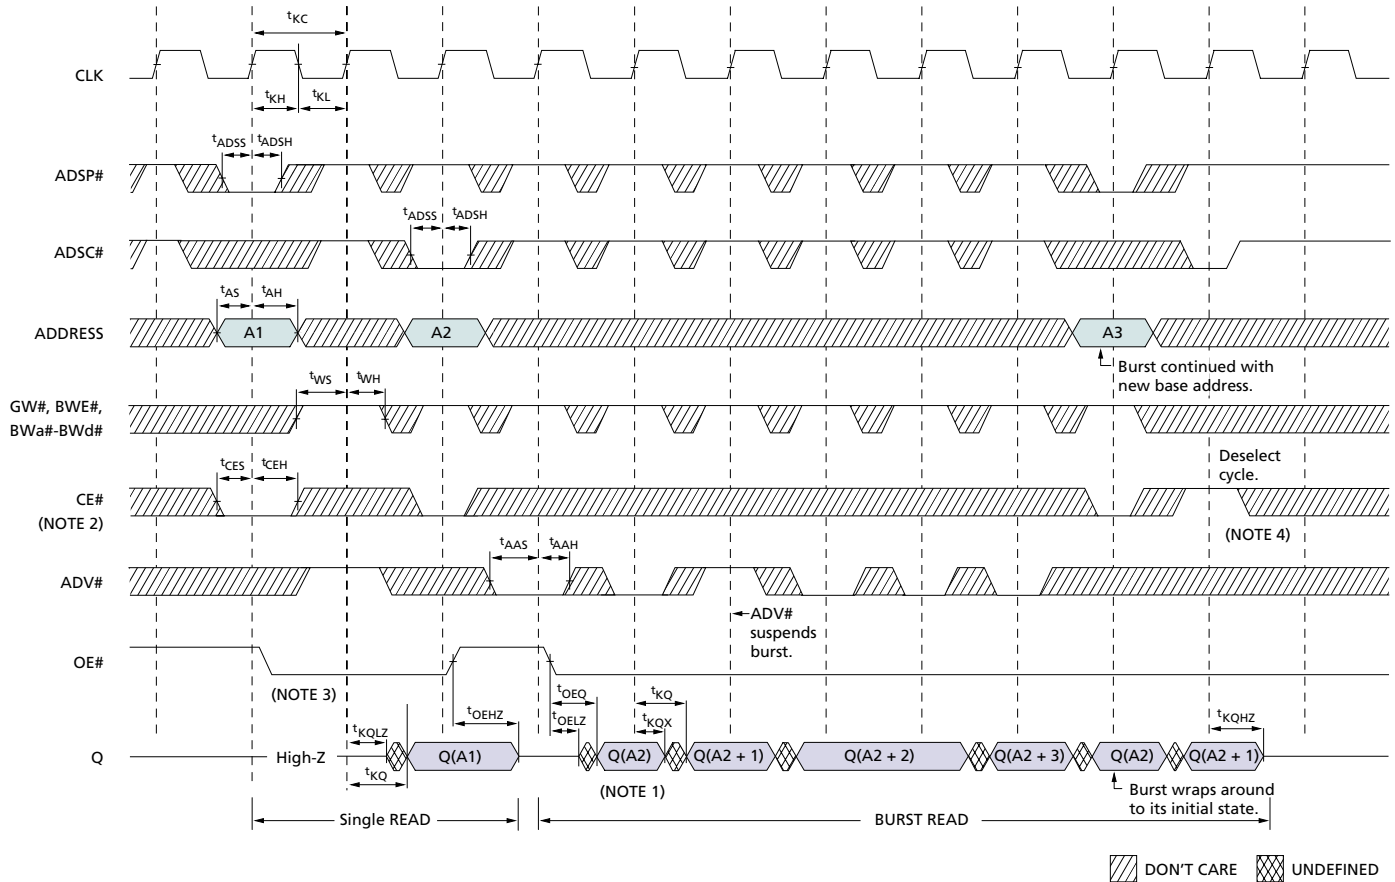 tKC
CLK
tKH
tKL
tADSS
tADSH
ADSP#
tADSS
tADSH
ADSC#
tAS
tAH
ADDRESS
A1
A2
A3
Burst continued with
new base address.
tWS
tWH
GW#, BWE#,
BWa#-BWd#
Deselect
cycle.
tCES
tCEH
CE#
(NOTE 2)
(NOTE 4)
tAAS
tAAH
ADV#
ADV#
suspends
burst.
OE#
(NOTE 3)
tOEHZ
tOEQ
tOELZ
tKQ
tKQX
tKQLZ
tKQHZ
Q
High-Z
Q(A1)
Q(A2)
Q(A2 + 1)
Q(A2 + 2)
Q(A2 + 3)
Q(A2)
Q(A2 + 1)
tKQ
(NOTE 1)
Burst wraps around
to its initial state.
Single READ
BURST READ
DON'T CARE
UNDEFINED